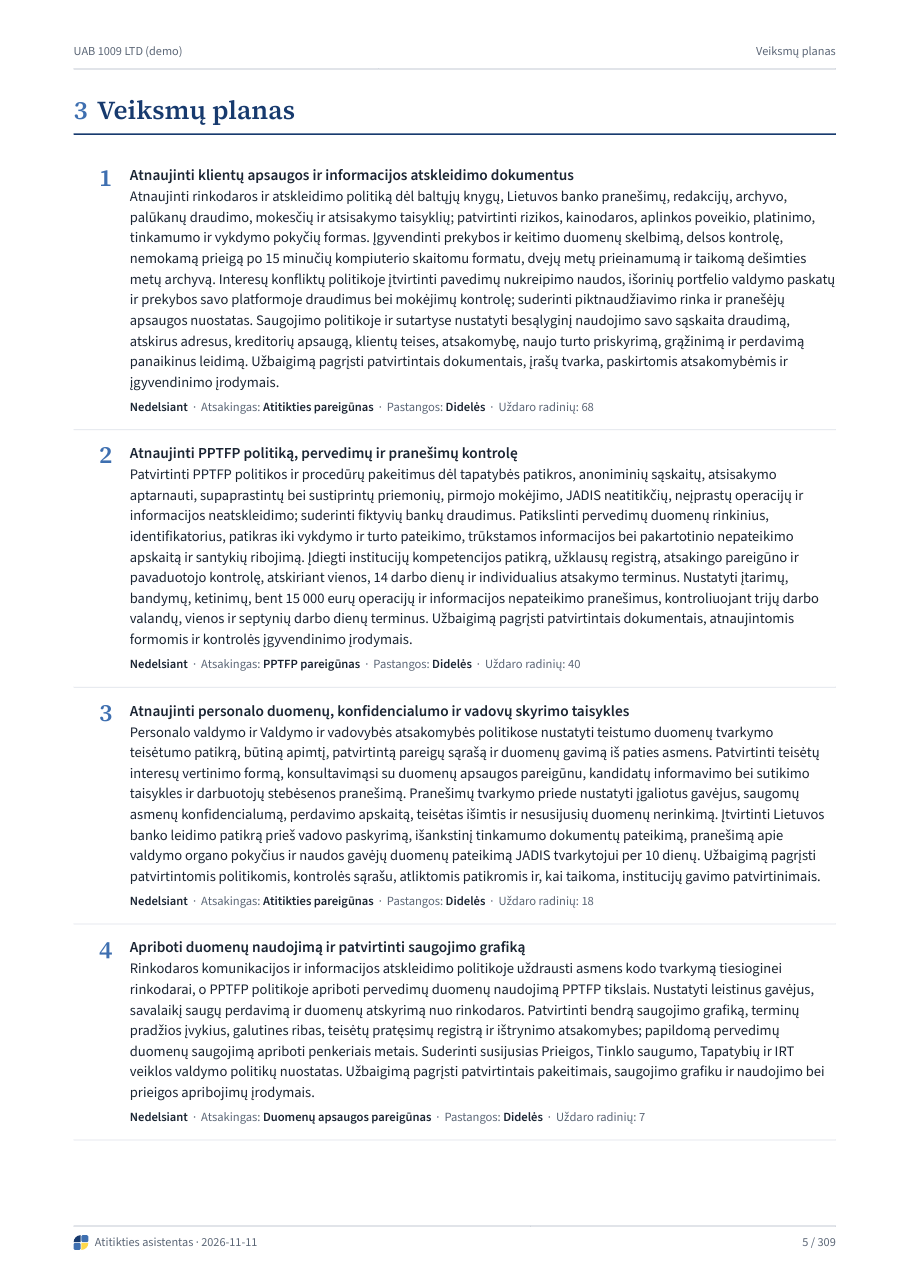 UAB 1009 LTD (demo)
Veiksmų planas
3 Veiksmų planas
1 Atnaujinti klientų apsaugos ir informacijos atskleidimo dokumentus
Atnaujinti rinkodaros ir atskleidimo politiką dėl baltųjų knygų, Lietuvos banko pranešimų, redakcijų, archyvo,
palūkanų draudimo, mokesčių ir atsisakymo taisyklių; patvirtinti rizikos, kainodaros, aplinkos poveikio, platinimo,
tinkamumo ir vykdymo pokyčių formas. Įgyvendinti prekybos ir keitimo duomenų skelbimą, delsos kontrolę,
nemokamą prieigą po 15 minučių kompiuterio skaitomu formatu, dvejų metų prieinamumą ir taikomą dešimties
metų archyvą. Interesų konfliktų politikoje įtvirtinti pavedimų nukreipimo naudos, išorinių portfelio valdymo paskatų
ir prekybos savo platformoje draudimus bei mokėjimų kontrolę; suderinti piktnaudžiavimo rinka ir pranešėjų
apsaugos nuostatas. Saugojimo politikoje ir sutartyse nustatyti besąlyginį naudojimo savo sąskaita draudimą,
atskirus adresus, kreditorių apsaugą, klientų teises, atsakomybę, naujo turto priskyrimą, grąžinimą ir perdavimą
panaikinus leidimą. Užbaigimą pagrįsti patvirtintais dokumentais, įrašų tvarka, paskirtomis atsakomybėmis ir
įgyvendinimo įrodymais.
Nedelsiant · Atsakingas: Atitikties pareigūnas · Pastangos: Didelės · Uždaro radinių: 68
2 Atnaujinti PPTFP politiką, pervedimų ir pranešimų kontrolę
Patvirtinti PPTFP politikos ir procedūrų pakeitimus dėl tapatybės patikros, anoniminių sąskaitų, atsisakymo
aptarnauti, supaprastintų bei sustiprintų priemonių, pirmojo mokėjimo, JADIS neatitikčių, neįprastų operacijų ir
informacijos neatskleidimo; suderinti fiktyvių bankų draudimus. Patikslinti pervedimų duomenų rinkinius,
identifikatorius, patikras iki vykdymo ir turto pateikimo, trūkstamos informacijos bei pakartotinio nepateikimo
apskaitą ir santykių ribojimą. Įdiegti institucijų kompetencijos patikrą, užklausų registrą, atsakingo pareigūno ir
pavaduotojo kontrolę, atskiriant vienos, 14 darbo dienų ir individualius atsakymo terminus. Nustatyti įtarimų,
bandymų, ketinimų, bent 15 000 eurų operacijų ir informacijos nepateikimo pranešimus, kontroliuojant trijų darbo
valandų, vienos ir septynių darbo dienų terminus. Užbaigimą pagrįsti patvirtintais dokumentais, atnaujintomis
formomis ir kontrolės įgyvendinimo įrodymais.
Nedelsiant · Atsakingas: PPTFP pareigūnas · Pastangos: Didelės · Uždaro radinių: 40
3 Atnaujinti personalo duomenų, konfidencialumo ir vadovų skyrimo taisykles
Personalo valdymo ir Valdymo ir vadovybės atsakomybės politikose nustatyti teistumo duomenų tvarkymo
teisėtumo patikrą, būtiną apimtį, patvirtintą pareigų sąrašą ir duomenų gavimą iš paties asmens. Patvirtinti teisėtų
interesų vertinimo formą, konsultavimąsi su duomenų apsaugos pareigūnu, kandidatų informavimo bei sutikimo
taisykles ir darbuotojų stebėsenos pranešimą. Pranešimų tvarkymo priede nustatyti įgaliotus gavėjus, saugomų
asmenų konfidencialumą, perdavimo apskaitą, teisėtas išimtis ir nesusijusių duomenų nerinkimą. Įtvirtinti Lietuvos
banko leidimo patikrą prieš vadovo paskyrimą, išankstinį tinkamumo dokumentų pateikimą, pranešimą apie
valdymo organo pokyčius ir naudos gavėjų duomenų pateikimą JADIS tvarkytojui per 10 dienų. Užbaigimą pagrįsti
patvirtintomis politikomis, kontrolės sąrašu, atliktomis patikromis ir, kai taikoma, institucijų gavimo patvirtinimais.
Nedelsiant · Atsakingas: Atitikties pareigūnas · Pastangos: Didelės · Uždaro radinių: 18
4 Apriboti duomenų naudojimą ir patvirtinti saugojimo grafiką
Rinkodaros komunikacijos ir informacijos atskleidimo politikoje uždrausti asmens kodo tvarkymą tiesioginei
rinkodarai, o PPTFP politikoje apriboti pervedimų duomenų naudojimą PPTFP tikslais. Nustatyti leistinus gavėjus,
savalaikį saugų perdavimą ir duomenų atskyrimą nuo rinkodaros. Patvirtinti bendrą saugojimo grafiką, terminų
pradžios įvykius, galutines ribas, teisėtų pratęsimų registrą ir ištrynimo atsakomybes; papildomą pervedimų
duomenų saugojimą apriboti penkeriais metais. Suderinti susijusias Prieigos, Tinklo saugumo, Tapatybių ir IRT
veiklos valdymo politikų nuostatas. Užbaigimą pagrįsti patvirtintais pakeitimais, saugojimo grafiku ir naudojimo bei
prieigos apribojimų įrodymais.
Nedelsiant · Atsakingas: Duomenų apsaugos pareigūnas · Pastangos: Didelės · Uždaro radinių: 7
Atitikties asistentas · 2026-11-11
5 / 309